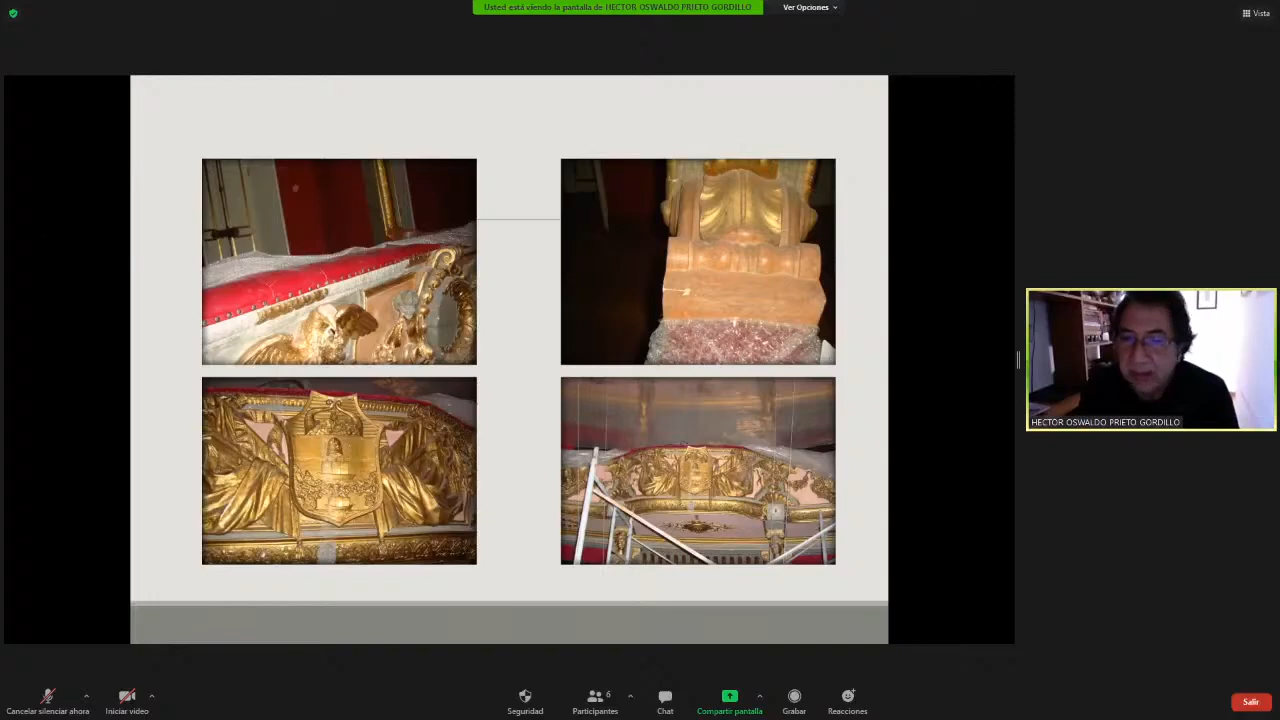 Usted está viendo la pantalla de HECTOR OSWALDO PRIETO GORDILLO
Ver Opciones
Vista
HECTOR OSWALDO PRIETO GORDILLO
Cancelar silenciar ahora
Iniciar video
Seguridad
Participantes
6
Chat
Compartir pantalla
Grabar
Reacciones
Salir